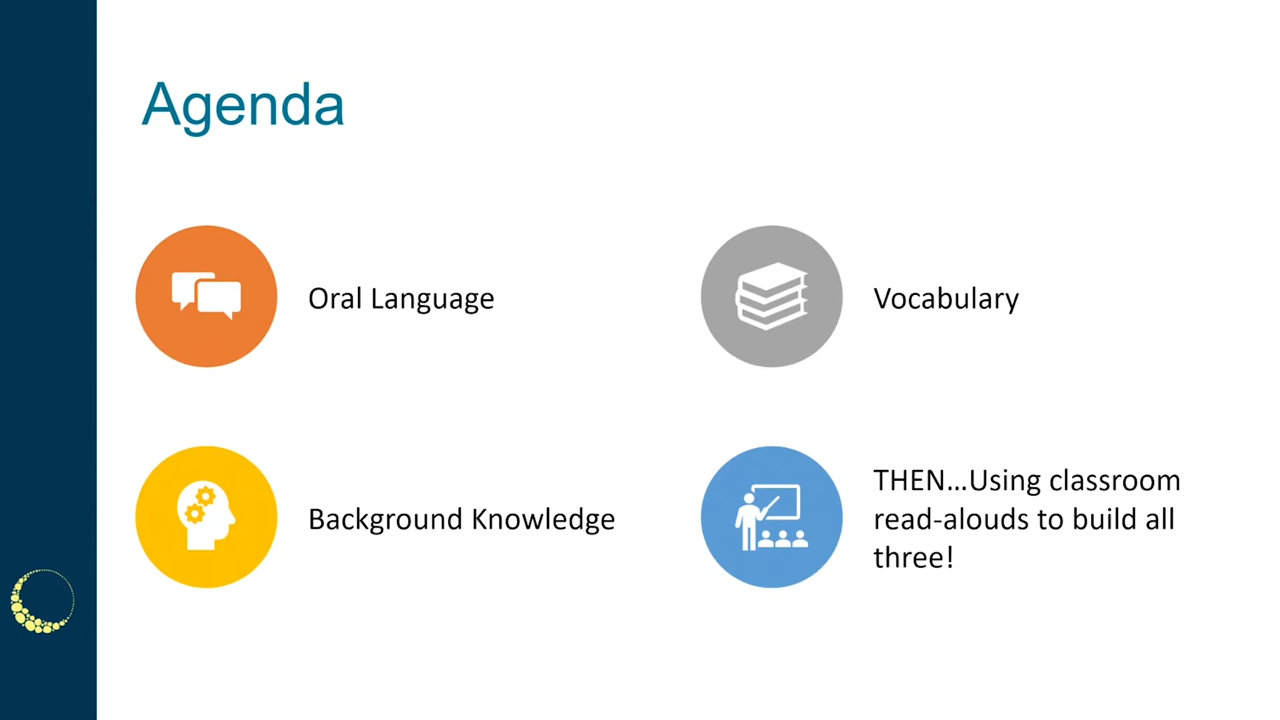 Agenda
Oral Language
Vocabulary
Background Knowledge
THEN...Using classroom
read-alouds to build all
three!